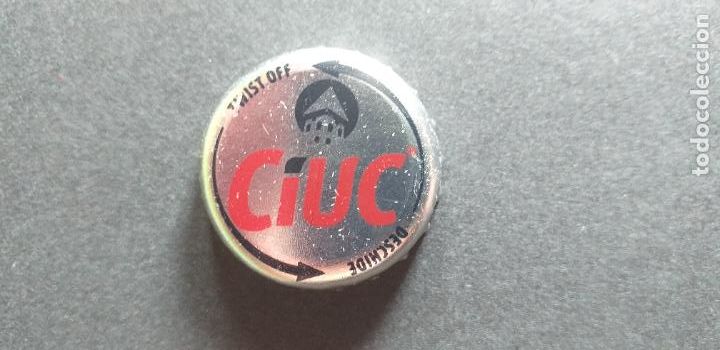 TWIST OFF
CiUC
DESCHIDE
todocoleccion